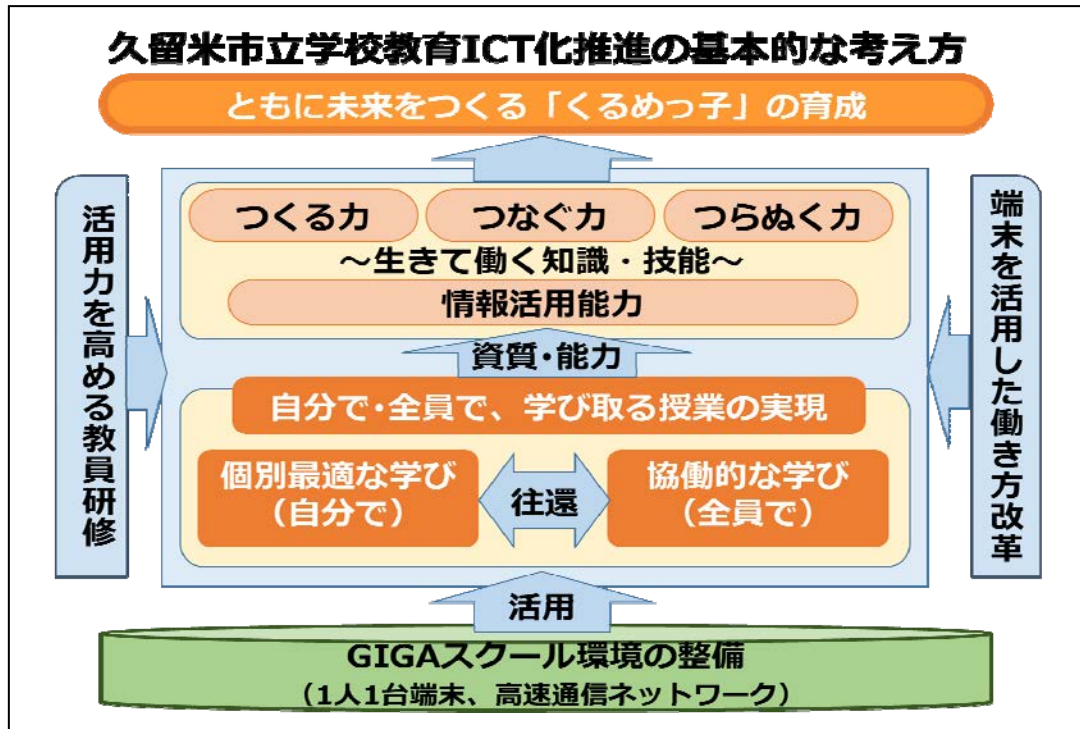 久留米市立学校教育ICT化推進の基本的な考え方
ともに未来をつくる「くるめっ子」の育成
活用力を高める教員研修
つくる力
つなぐ力
つらぬく力
～生きて働く知識・技能～
情報活用能力
資質・能力
自分で・全員で、学び取る授業の実現
個別最適な学び
（自分で）
往還
協働的な学び
（全員で）
端末を活用した働き方改革
活用
GIGAスクール環境の整備
（1人1台端末、高速通信ネットワーク）